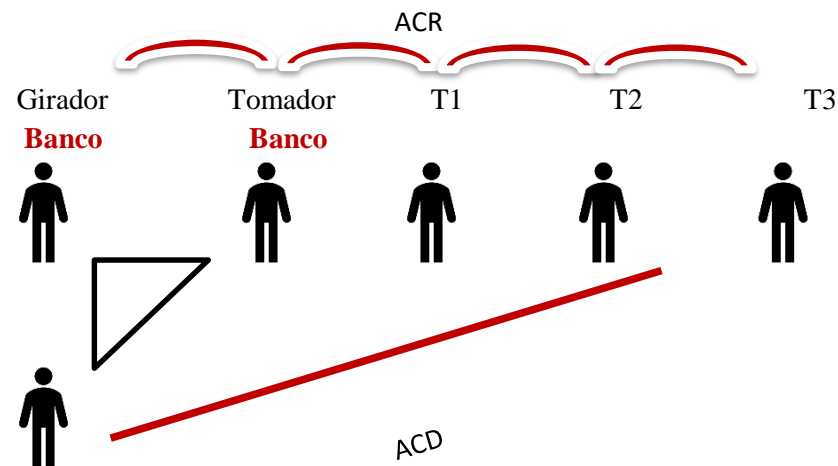 ACR
Girador Tomador T1 T2 T3
Banco Banco
ACD